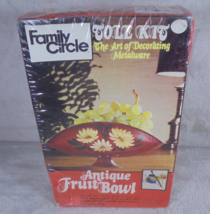 Family
Circle
TOLE KIT
The Art of Decorating
Metalware
Antique
Fruit Bowl